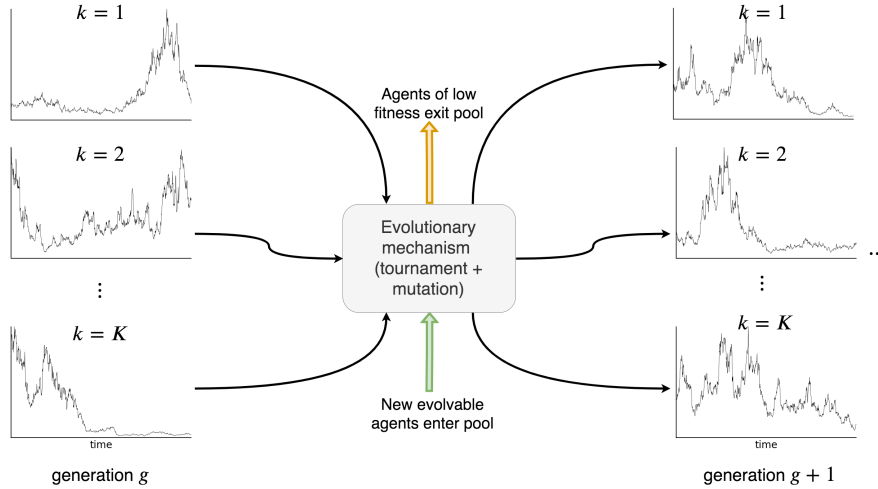 k = 1
k = 2
⋮
k = K
time
generation g
Agents of low
fitness exit pool
Evolutionary
mechanism
(tournament +
mutation)
New evolvable
agents enter pool
k = 1
k = 2
..
⋮
k = K
time
generation g + 1